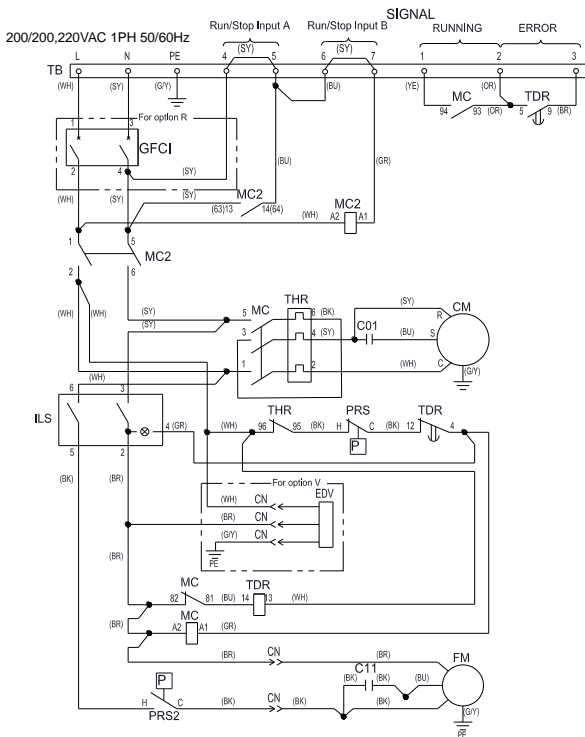 SIGNAL
Run/Stop Input A Run/Stop Input B RUNNING ERROR
200/200,220VAC 1PH 50/60Hz
(SY) (SY)
L N PE 4 5 6 7 1 2 3
TB
(WH) (SY) (G/Y) (BU) (YE) (OR)
MC TDR
94 93 (OR) 5 9 (BR)
For option R
1 3
GFCI
(BU) (GR)
2 4 (SY)
(WH) (SY) (SY) MC2 MC2
(63)13 14(64) (WH) A2 A1
1 5
MC2
2 6
(WH) (WH) (SY) 5 MC THR 6 (BK) (SY) CM
(SY) 3 4 (SY) C01 (BU) R S
1 2 (WH) C
(WH) (G/Y)
6 3
ILS
4 (GR) (WH) THR PRS TDR
96 95 (BK) H C (BK) 12 4
P
5 2
(BK) (BR) For option V
(WH) CN EDV
(BR) CN
(G/Y) CN
PE
(BR)
MC TDR
82 81 (BU) 14 13 (WH)
MC
(BR) A2 A1 (GR)
(BR) CN (BR) FM
C11
P (BK) (BK) (BU)
H C (BK) CN (BK) (BK) (G/Y)
PRS2 PE